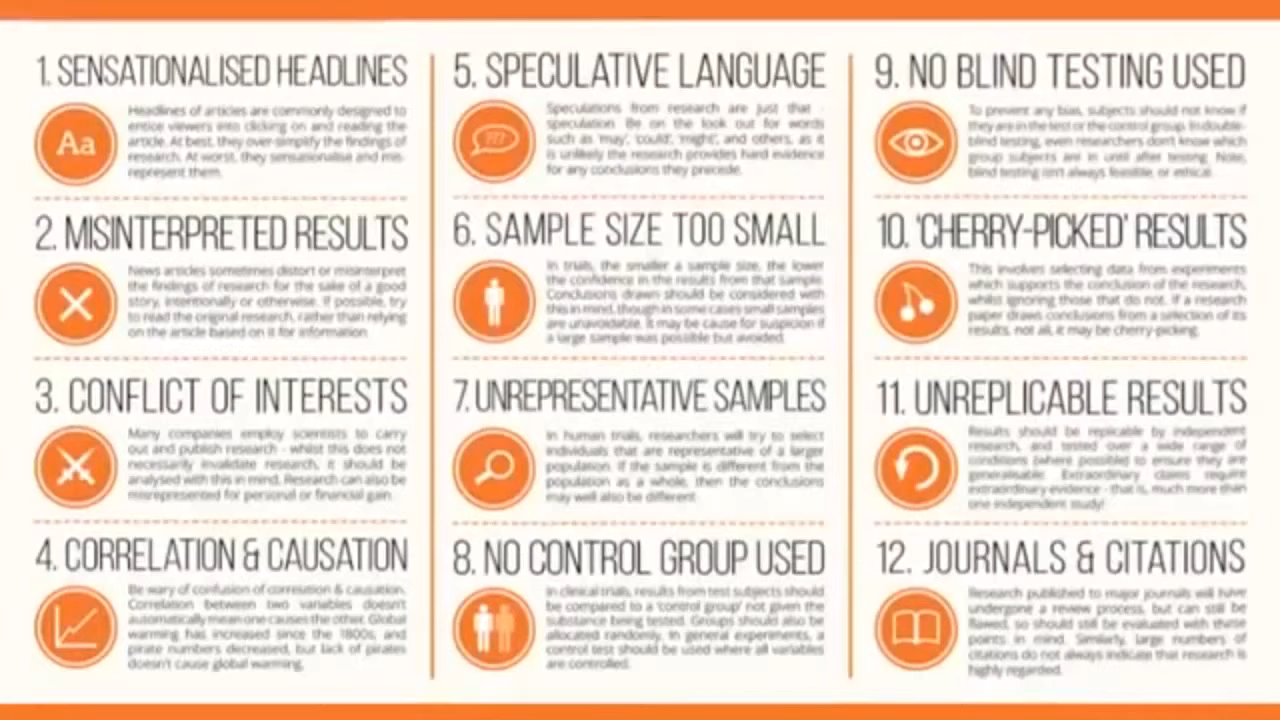 1. SENSATIONALISED HEADLINES
Aa
Headlines of articles are commonly designed to
entice viewers into clicking on and reading the
article. At best, they over-simplify the findings of
research. At worst, they sensationalise and mis-
represent them.
2. MISINTERPRETED RESULTS
News articles sometimes distort or misinterpret
the findings of research for the sake of a good
story, intentionally or otherwise. If possible, try
to read the original research, rather than relying
on the article based on it for information.
3. CONFLICT OF INTERESTS
Many companies employ scientists to carry
out and publish research - whilst this does not
necessarily invalidate research, it should be
analysed with this in mind. Research can also be
misrepresented for personal or financial gain.
4. CORRELATION & CAUSATION
Be wary of confusion of correlation & causation.
Correlation between two variables doesn't
automatically mean one causes the other. Global
warming has increased since the 1800s, and
pirate numbers decreased, but lack of pirates
doesn't cause global warming.
5. SPECULATIVE LANGUAGE
???
Speculations from research are just that -
speculation. Be on the look out for words
such as 'may', 'could', 'might', and others, as it
is unlikely the research provides hard evidence
for any conclusions they precede.
6. SAMPLE SIZE TOO SMALL
In trials, the smaller a sample size, the lower
the confidence in the results from that sample.
Conclusions drawn should be considered with
this in mind, though in some cases small samples
are unavoidable. It may be cause for suspicion if
a large sample was possible but avoided.
7. UNREPRESENTATIVE SAMPLES
In human trials, researchers will try to select
individuals that are representative of a larger
population. If the sample is different from the
population as a whole, then the conclusions
may well also be different.
8. NO CONTROL GROUP USED
In clinical trials, results from test subjects should
be compared to a 'control group' not given the
substance being tested. Groups should also be
allocated randomly. In general experiments, a
control test should be used where all variables
are controlled.
9. NO BLIND TESTING USED
To prevent any bias, subjects should not know if
they are in the test or the control group. In double-
blind testing, even researchers don't know which
group subjects are in until after testing. Note,
blind testing isn't always feasible, or ethical.
10. 'CHERRY-PICKED' RESULTS
This involves selecting data from experiments
which supports the conclusion of the research,
whilst ignoring those that do not. If a research
paper draws conclusions from a selection of its
results, not all, it may be cherry-picking.
11. UNREPLICABLE RESULTS
Results should be replicable by independent
research, and tested over a wide range of
conditions (where possible) to ensure they are
generalisable. Extraordinary claims require
extraordinary evidence - that is, much more than
one independent study!
12. JOURNALS & CITATIONS
Research published to major journals will have
undergone a review process, but can still be
flawed, so should still be evaluated with these
points in mind. Similarly, large numbers of
citations do not always indicate that research is
highly regarded.